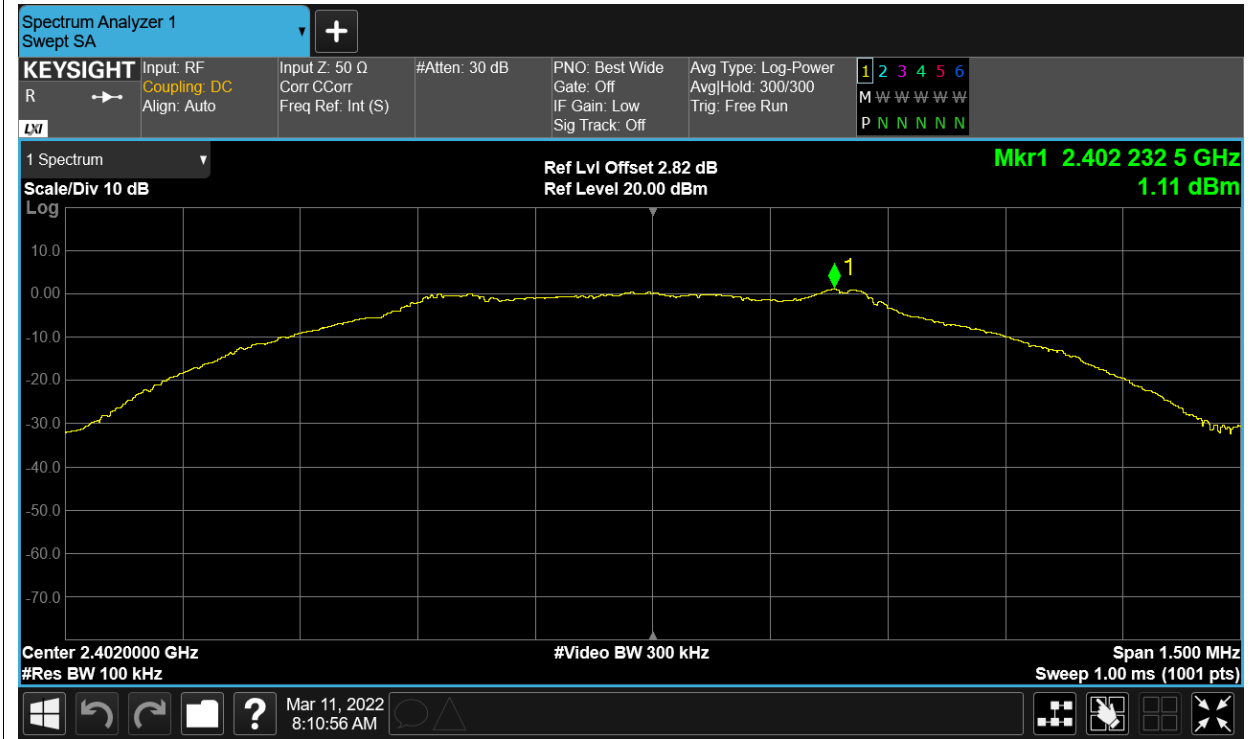 Spectrum Analyzer 1
Swept SA
+
KEYSIGHT
R
LXI
Input: RF
Coupling: DC
Align: Auto
Input Z: 50 Ω
Corr CCorr
Freq Ref: Int (S)
#Atten: 30 dB
PNO: Best Wide
Gate: Off
IF Gain: Low
Sig Track: Off
Avg Type: Log-Power
Avg|Hold: 300/300
Trig: Free Run
1 2 3 4 5 6
M W W W W W
P N N N N N
1 Spectrum
Scale/Div 10 dB
Log
Ref Lvl Offset 2.82 dB
Ref Level 20.00 dBm
Mkr1 2.402 232 5 GHz
1.11 dBm
10.0
0.00
-10.0
-20.0
-30.0
-40.0
-50.0
-60.0
-70.0
1
Center 2.4020000 GHz
#Res BW 100 kHz
#Video BW 300 kHz
Span 1.500 MHz
Sweep 1.00 ms (1001 pts)
?
Mar 11, 2022
8:10:56 AM